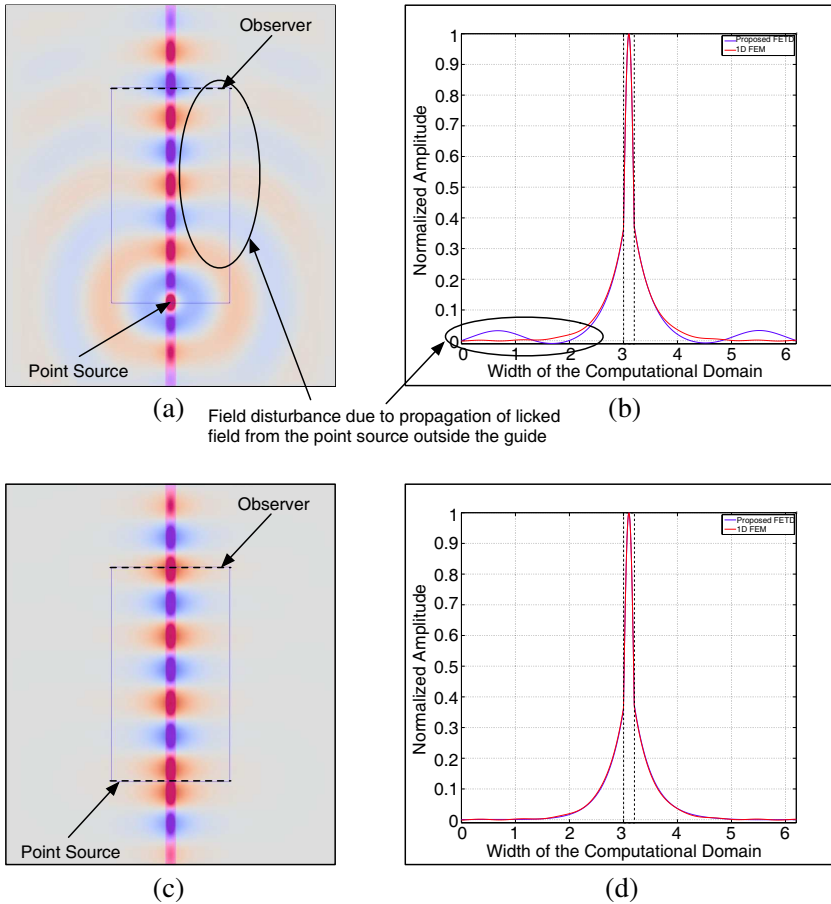 Observer
Point Source
(a)
Proposed FETD
1D FEM
1
0.9
0.8
0.7
0.6
0.5
0.4
0.3
0.2
0.1
0
Normalized Amplitude
0 1 2 3 4 5 6
Width of the Computational Domain
(b)
Field disturbance due to propagation of licked
field from the point source outside the guide
Observer
Point Source
(c)
Proposed FETD
1D FEM
1
0.9
0.8
0.7
0.6
0.5
0.4
0.3
0.2
0.1
0
Normalized Amplitude
0 1 2 3 4 5 6
Width of the Computational Domain
(d)